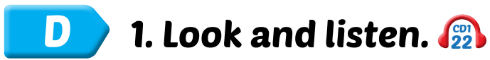 D 1. Look and listen. CD1 22